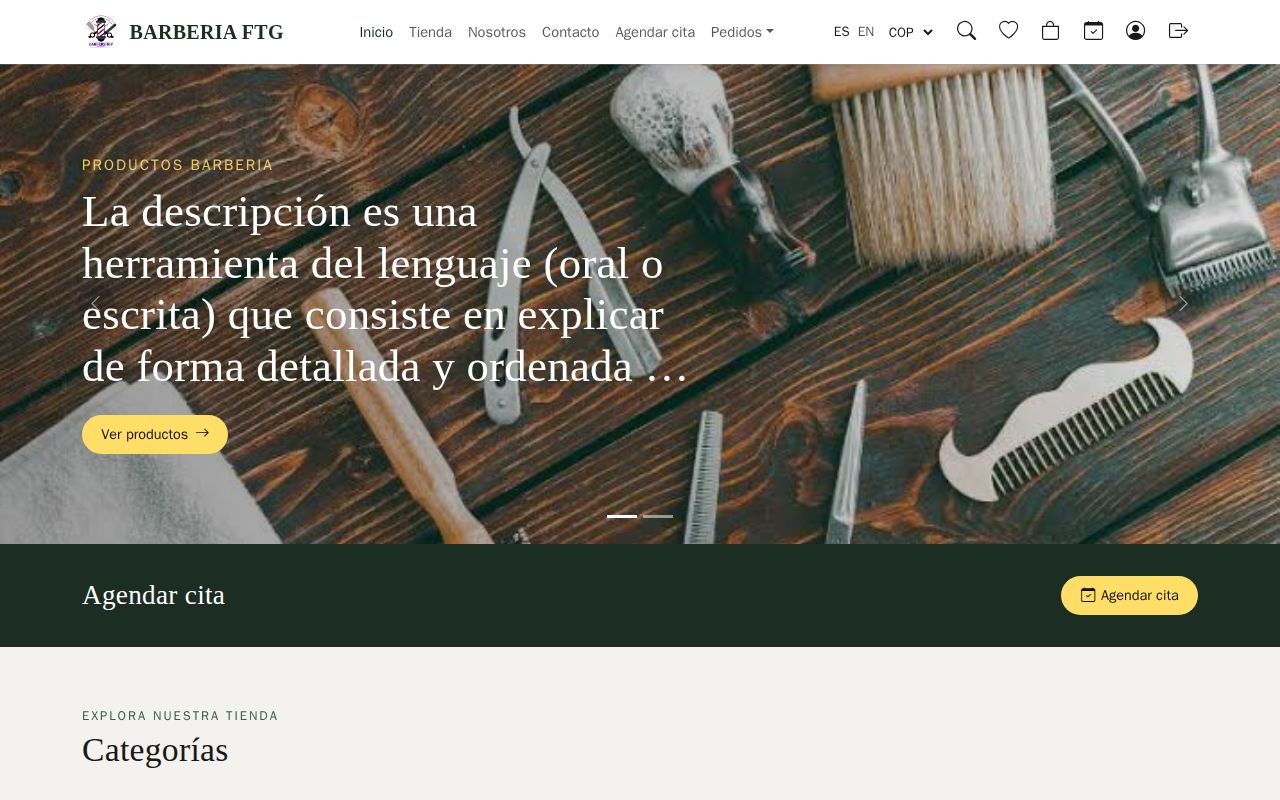 BARBERIA FTG
Inicio
Tienda
Nosotros
Contacto
Agendar cita
Pedidos
ES EN
COP
PRODUCTOS BARBERIA
La descripción es una
herramienta del lenguaje (oral o
escrita) que consiste en explicar
de forma detallada y ordenada …
Ver productos
Agendar cita
Agendar cita
EXPLORA NUESTRA TIENDA
Categorías